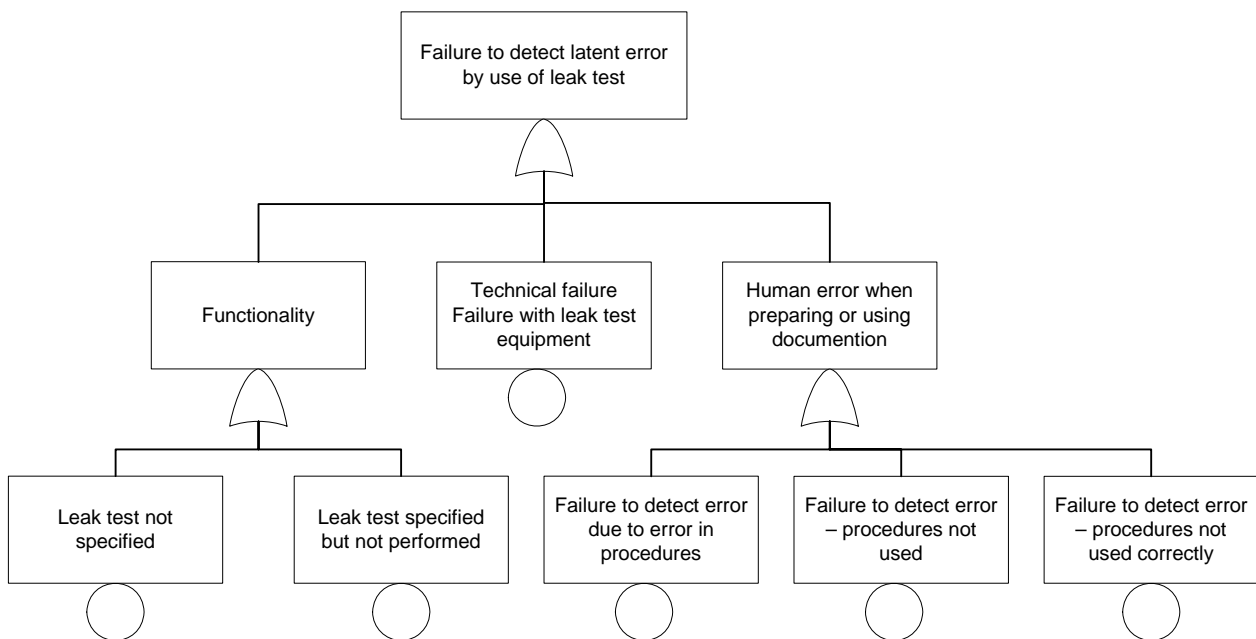 Failure to detect latent error
by use of leak test
Functionality
Technical failure
Failure with leak test
equipment
Human error when
preparing or using
documention
Leak test not
specified
Leak test specified
but not performed
Failure to detect error
due to error in
procedures
Failure to detect error
– procedures not
used
Failure to detect error
– procedures not
used correctly